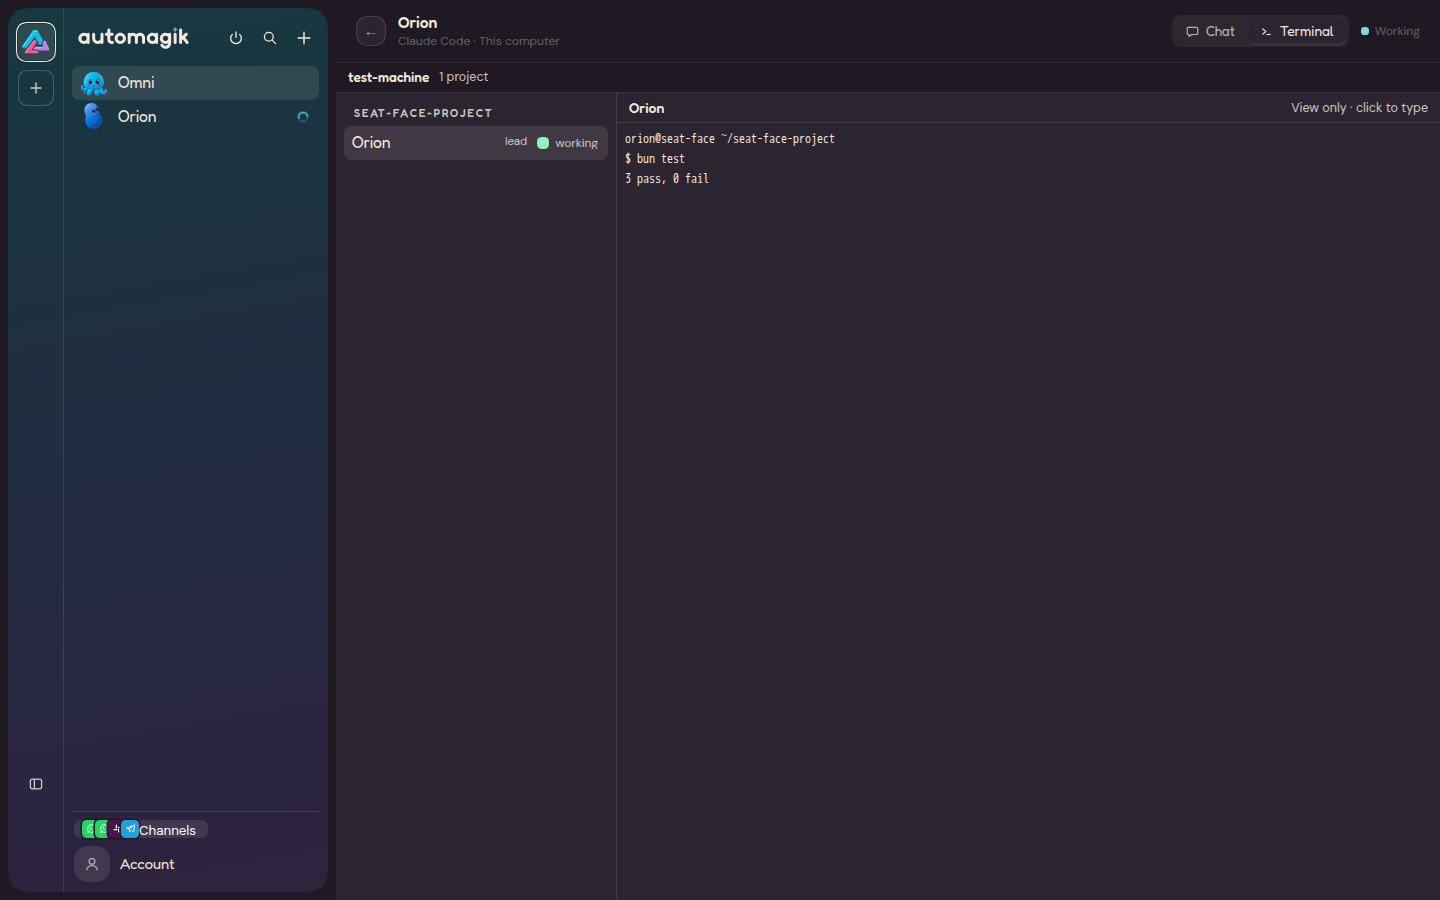 automagik
Omni
Orion
Channels
Account
←
Orion
Claude Code · This computer
Chat
Terminal
Working
test-machine 1 project
SEAT-FACE-PROJECT
Orion lead working
Orion
View only · click to type
orion@seat-face ~/seat-face-project
$ bun test
3 pass, 0 fail